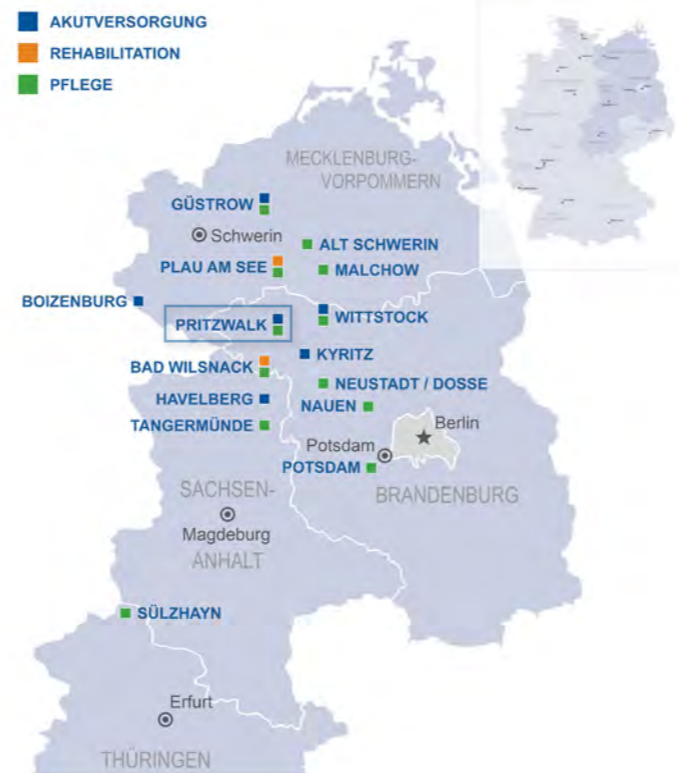 AKUTVERSORGUNG
REHABILITATION
PFLEGE
MECKLENBURG-
VORPOMMERN
GÜSTROW
Schwerin
ALT SCHWERIN
PLAU AM SEE
MALCHOW
BOIZENBURG
PRITZWALK
WITTSTOCK
KYRITZ
BAD WILSNACK
NEUSTADT / DOSSE
HAVELBERG
NAUEN
TANGERMÜNDE
Berlin
Potsdam
POTSDAM
SACHSEN-
BRANDENBURG
Magdeburg
ANHALT
SÜLZHAYN
Erfurt
THÜRINGEN